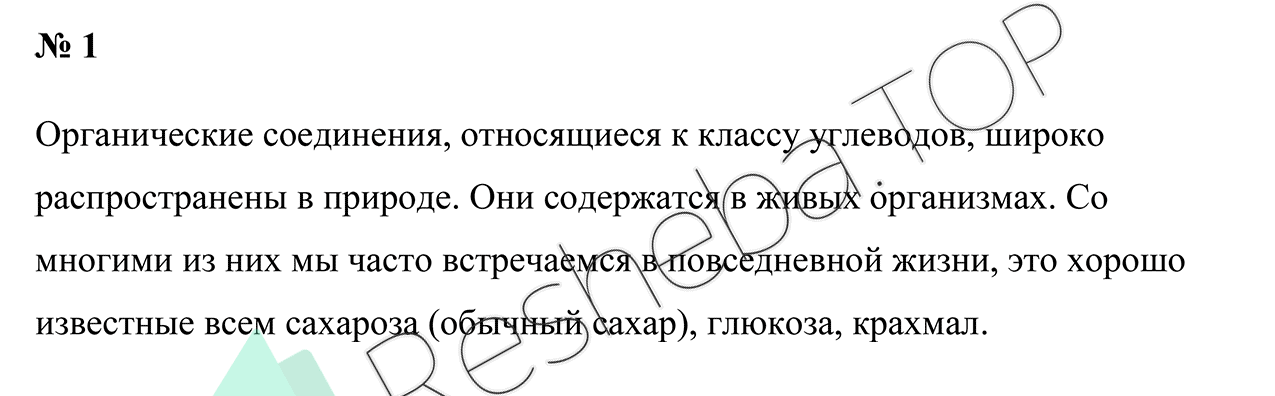 № 1
Органические соединения, относящиеся к классу углеводов, широко
распространены в природе. Они содержатся в живых организмах. Со
многими из них мы часто встречаемся в повседневной жизни, это хорошо
известные всем сахароза (обычный сахар), глюкоза, крахмал.
Resheba.TOP